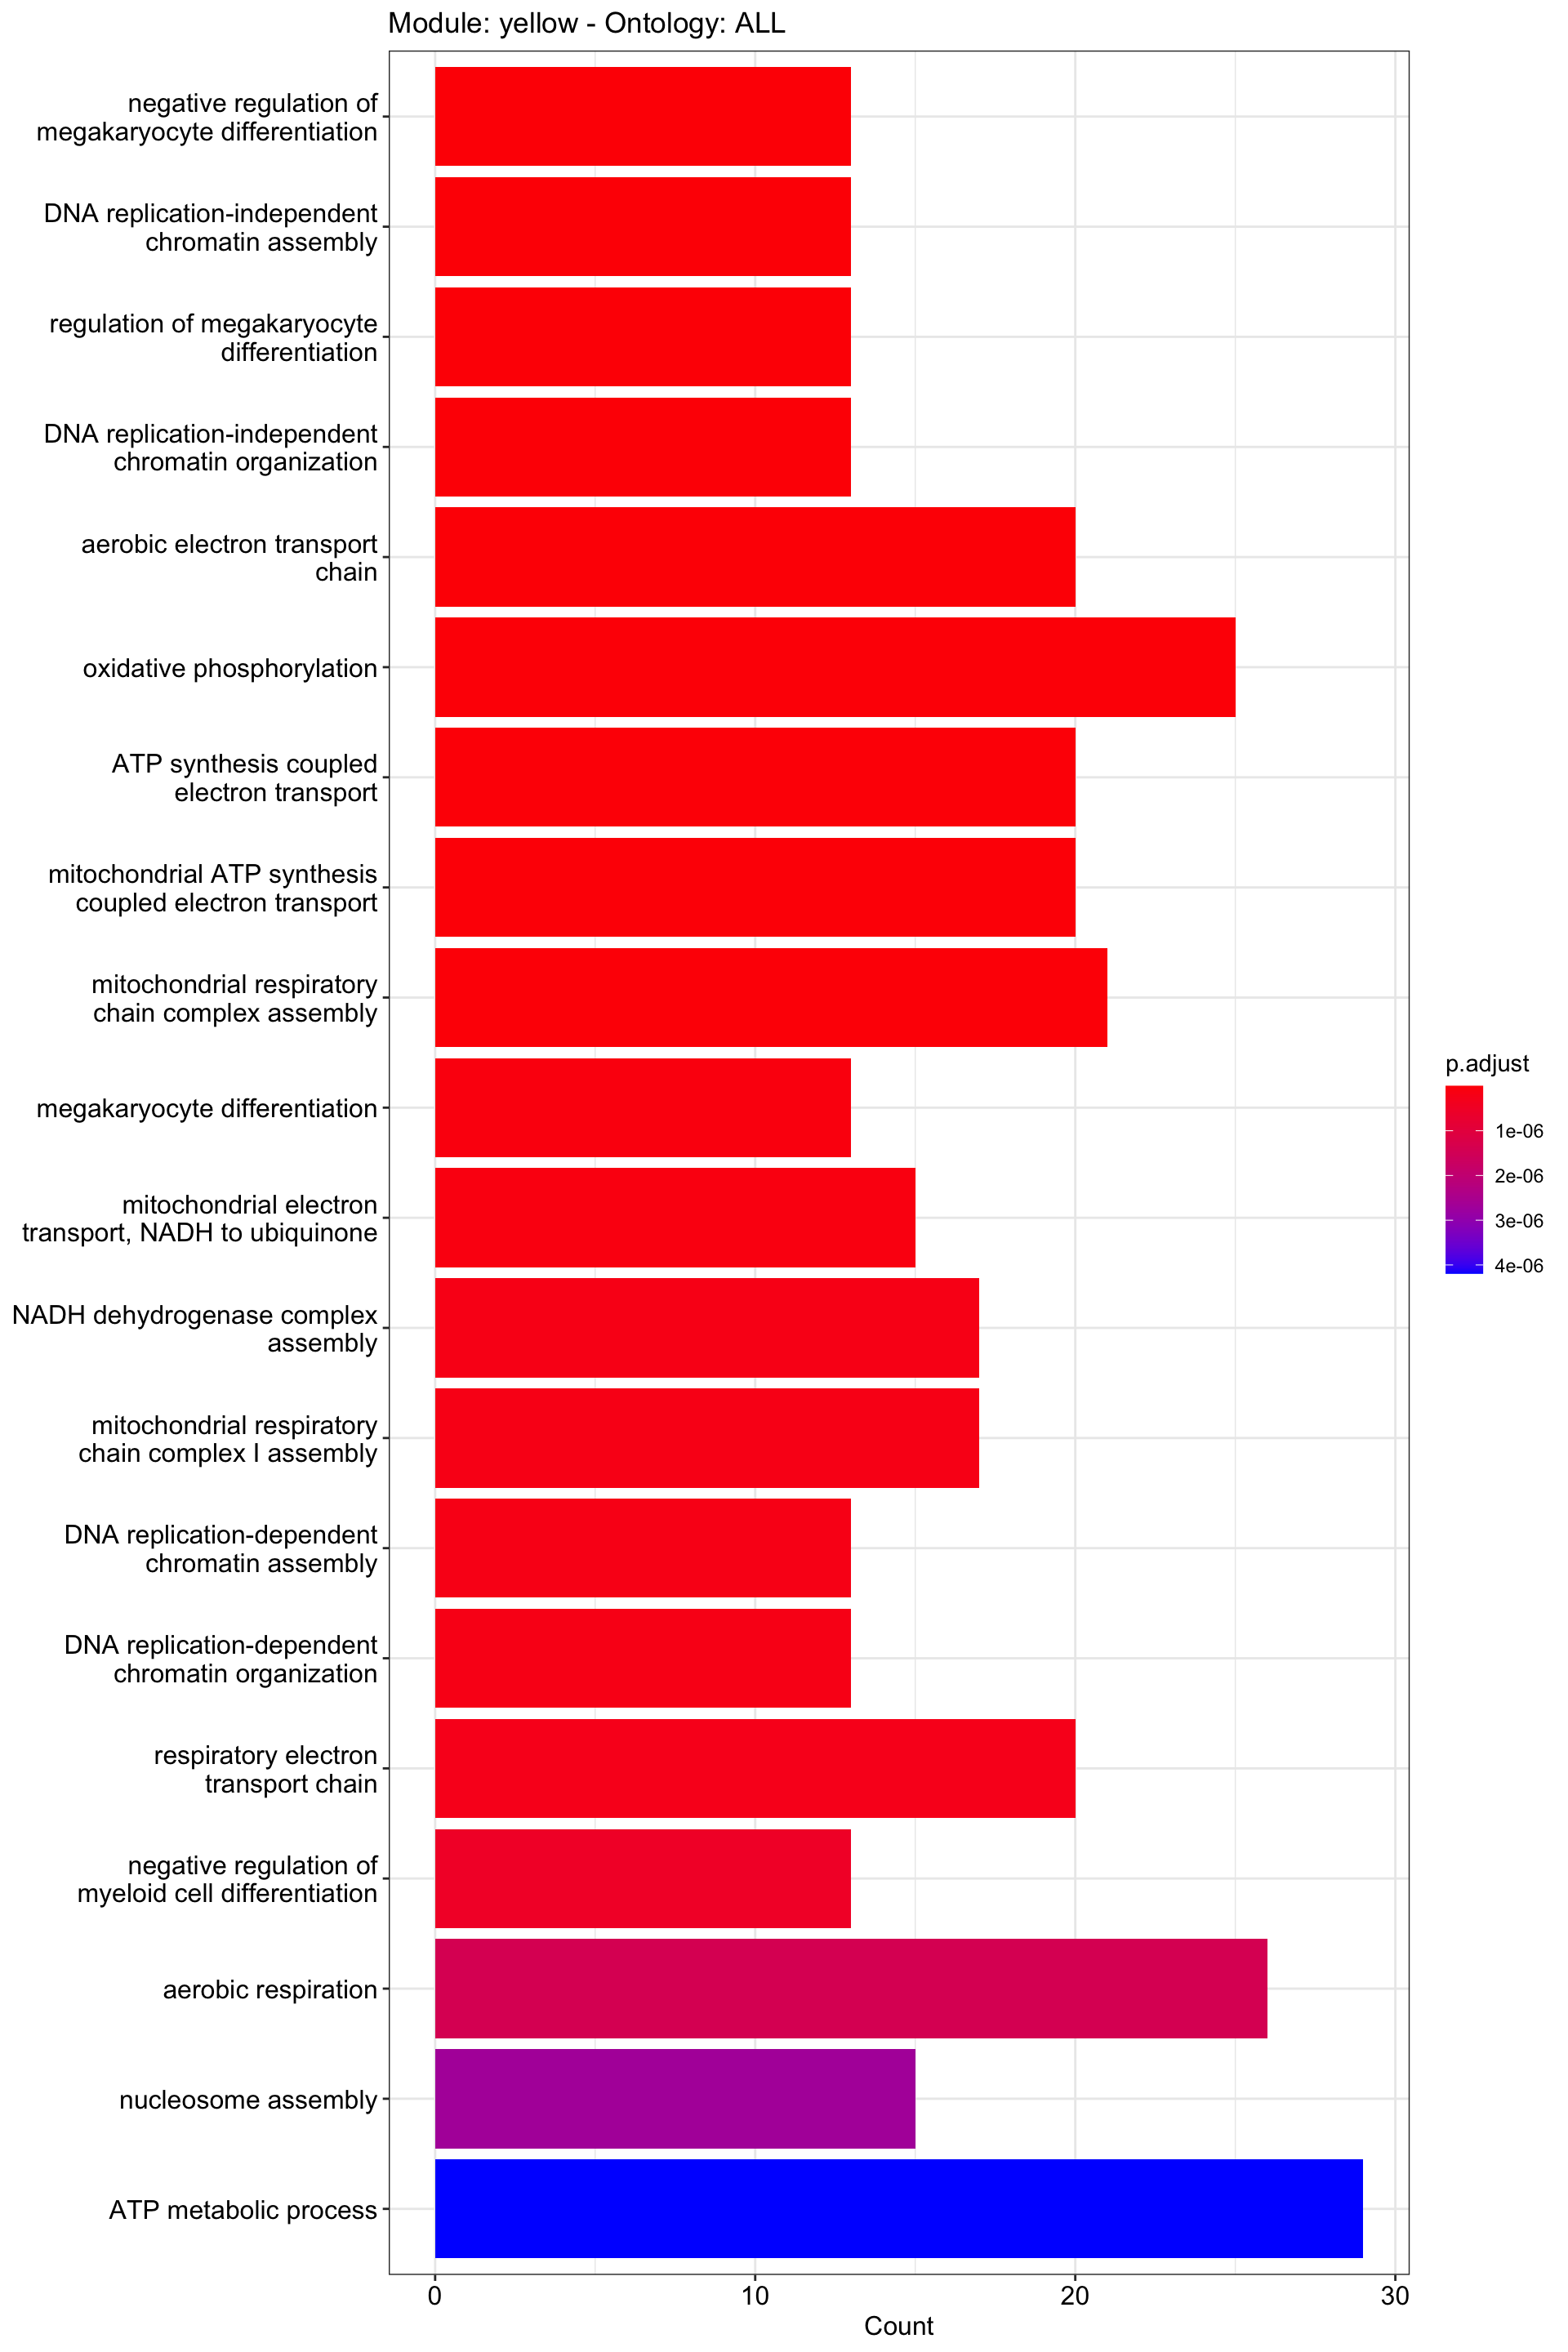 Module: yellow - Ontology: ALL
negative regulation of
megakaryocyte differentiation
DNA replication-independent
chromatin assembly
regulation of megakaryocyte
differentiation
DNA replication-independent
chromatin organization
aerobic electron transport
chain
oxidative phosphorylation
ATP synthesis coupled
electron transport
mitochondrial ATP synthesis
coupled electron transport
mitochondrial respiratory
chain complex assembly
megakaryocyte differentiation
mitochondrial electron
transport, NADH to ubiquinone
NADH dehydrogenase complex
assembly
mitochondrial respiratory
chain complex I assembly
DNA replication-dependent
chromatin assembly
DNA replication-dependent
chromatin organization
respiratory electron
transport chain
negative regulation of
myeloid cell differentiation
aerobic respiration
nucleosome assembly
ATP metabolic process
0 10 20 30
Count
p.adjust
1e-06
2e-06
3e-06
4e-06